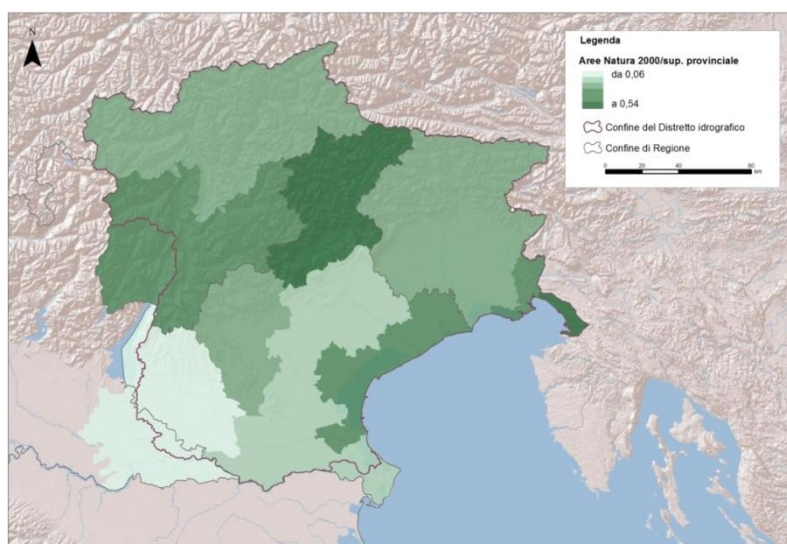 N
Legenda
Aree Natura 2000/sup. provinciale
da 0,06
a 0,54
Confine del Distretto idrografico
Confine di Regione
0 20 40 80
km